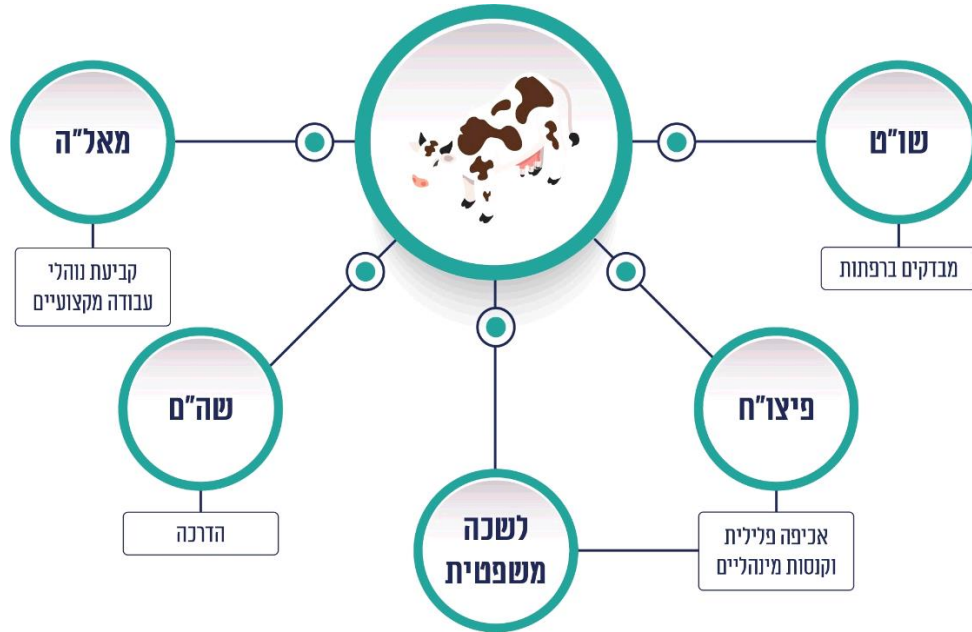 שו"ט
מבדקים ברפתות
מאל"ה
קביעת נוהלי
עבודה מקצועיים
פיצו"ח
אכיפה פלילית
וקנסות מינהליים
שה"ם
הדרכה
לשכה
משפטית